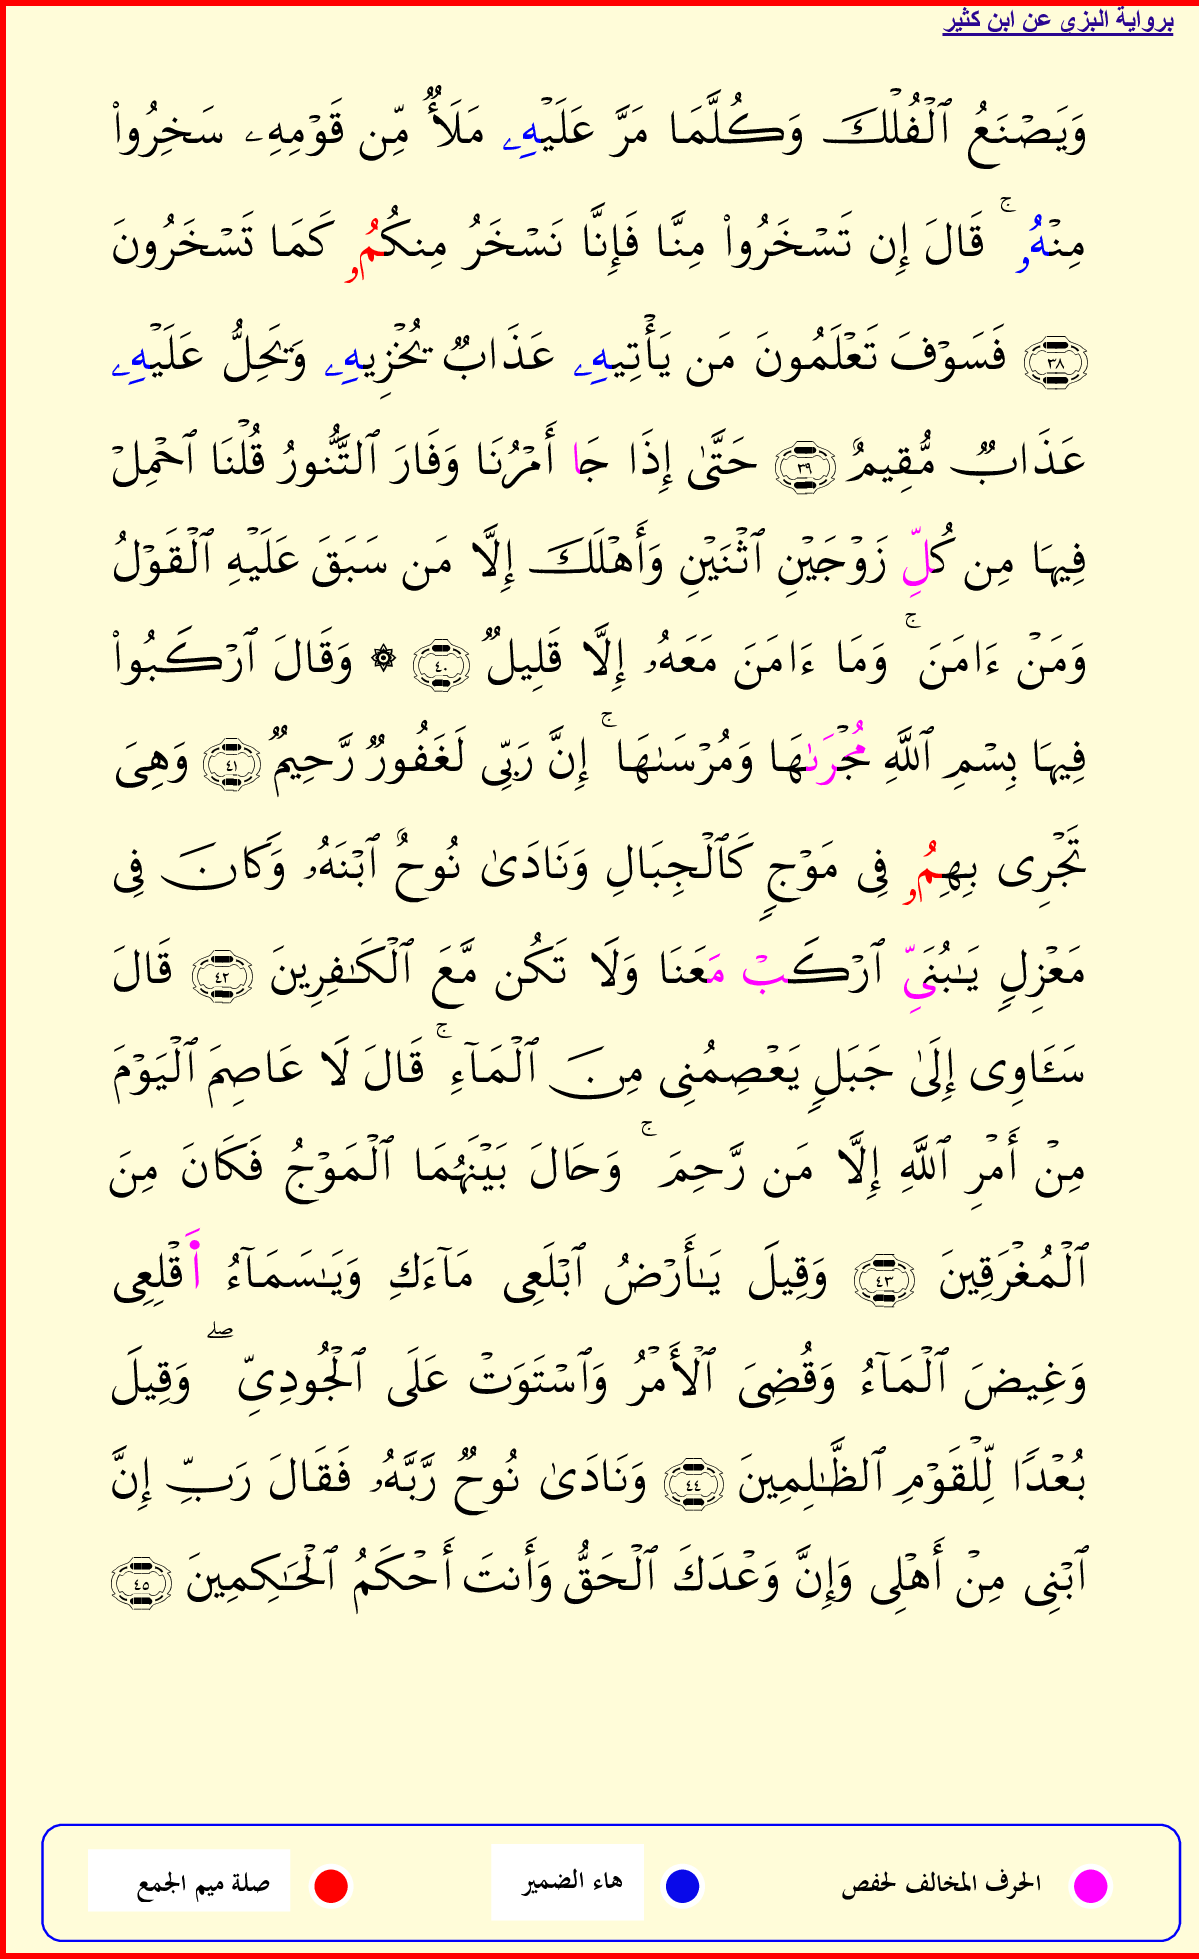 برواية البزى عن ابن كثير
وَيَصۡنَعُ ٱلۡفُلۡكَ وَكُلَّمَا مَرَّ عَلَيۡهِۦ مَلَأٞ مِّن قَوۡمِهِۦ سَخِرُواْ
مِنۡهُۥۚ قَالَ إِن تَسۡخَرُواْ مِنَّا فَإِنَّا نَسۡخَرُ مِنكُمُۥ كَمَا تَسۡخَرُونَ
٣٨ فَسَوۡفَ تَعۡلَمُونَ مَن يَأۡتِيهِۦ عَذَابٞ يُخۡزِيهِۦ وَيَحِلُّ عَلَيۡهِۦ
عَذَابٞ مُّقِيمٌ ٣٩ حَتَّىٰ إِذَا جَا أَمۡرُنَا وَفَارَ ٱلتَّنُّورُ قُلۡنَا ٱحۡمِلۡ
فِيهَا مِن كُلِّ زَوۡجَيۡنِ ٱثۡنَيۡنِ وَأَهۡلَكَ إِلَّا مَن سَبَقَ عَلَيۡهِ ٱلۡقَوۡلُ
وَمَنۡ ءَامَنَۚ وَمَا ءَامَنَ مَعَهُۥ إِلَّا قَلِيلٞ ٤٠ ۞ وَقَالَ ٱرۡكَبُواْ
فِيهَا بِسۡمِ ٱللَّهِ مُجۡرَىٰهَا وَمُرۡسَىٰهَاۚ إِنَّ رَبِّي لَغَفُورٞ رَّحِيمٞ ٤١ وَهِيَ
تَجۡرِي بِهِمُۥ فِي مَوۡجٖ كَٱلۡجِبَالِ وَنَادَىٰ نُوحٌ ٱبۡنَهُۥ وَكَانَ فِي
مَعۡزِلٖ يَٰبُنَيِّ ٱرۡكَبۡ مَعَنَا وَلَا تَكُن مَّعَ ٱلۡكَٰفِرِينَ ٤٢ قَالَ
سَـَٔاوِي إِلَىٰ جَبَلٖ يَعۡصِمُنِي مِنَ ٱلۡمَآءِۚ قَالَ لَا عَاصِمَ ٱلۡيَوۡمَ
مِنۡ أَمۡرِ ٱللَّهِ إِلَّا مَن رَّحِمَۚ وَحَالَ بَيۡنَهُمَا ٱلۡمَوۡجُ فَكَانَ مِنَ
ٱلۡمُغۡرَقِينَ ٤٣ وَقِيلَ يَٰٓأَرۡضُ ٱبۡلَعِي مَآءَكِ وَيَٰسَمَآءُ أَقۡلِعِي
وَغِيضَ ٱلۡمَآءُ وَقُضِيَ ٱلۡأَمۡرُ وَٱسۡتَوَتۡ عَلَى ٱلۡجُودِيِّۖ وَقِيلَ
بُعۡدٗا لِّلۡقَوۡمِ ٱلظَّٰلِمِينَ ٤٤ وَنَادَىٰ نُوحٞ رَّبَّهُۥ فَقَالَ رَبِّ إِنَّ
ٱبۡنِي مِنۡ أَهۡلِي وَإِنَّ وَعۡدَكَ ٱلۡحَقُّ وَأَنتَ أَحۡكَمُ ٱلۡحَٰكِمِينَ ٤٥
الحرف المخالف لحفص هاء الضمير صلة ميم الجمع